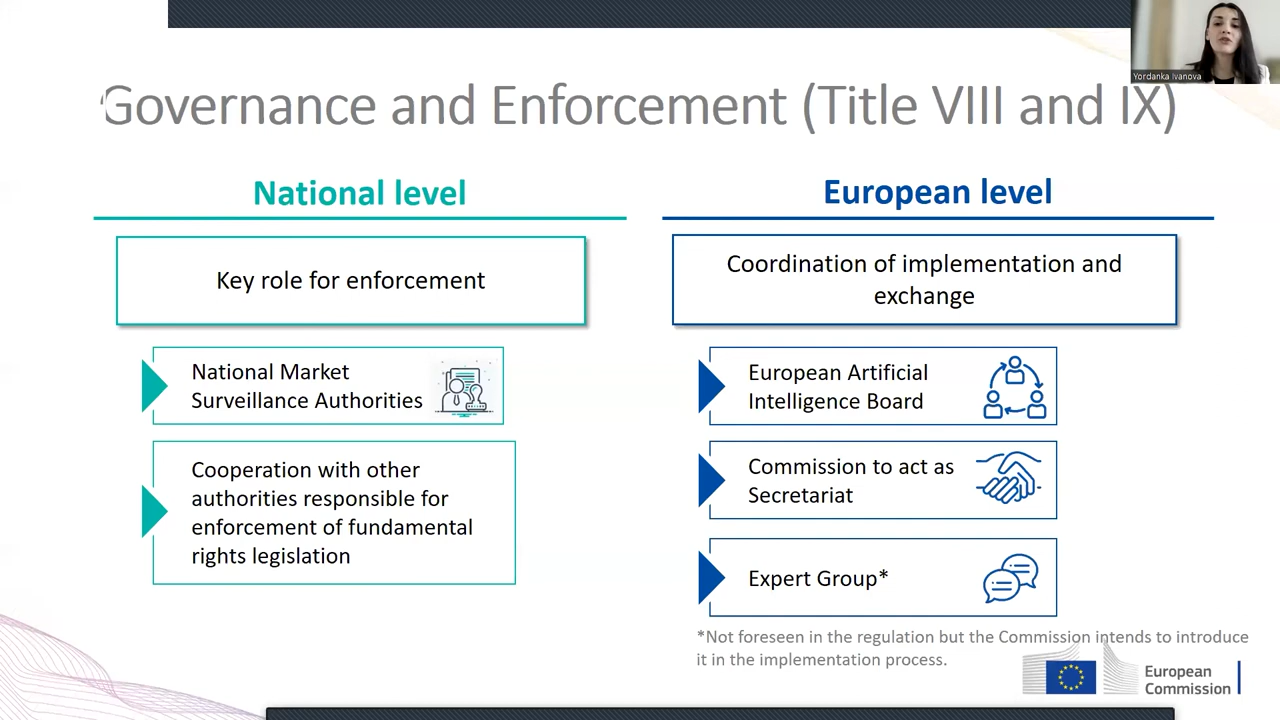 Yordanka Ivanova
Governance and Enforcement (Title VIII and IX)
National level
Key role for enforcement
National Market
Surveillance Authorities
Cooperation with other
authorities responsible for
enforcement of fundamental
rights legislation
European level
Coordination of implementation and
exchange
European Artificial
Intelligence Board
Commission to act as
Secretariat
Expert Group*
*Not foreseen in the regulation but the Commission intends to introduce
it in the implementation process.
European
Commission